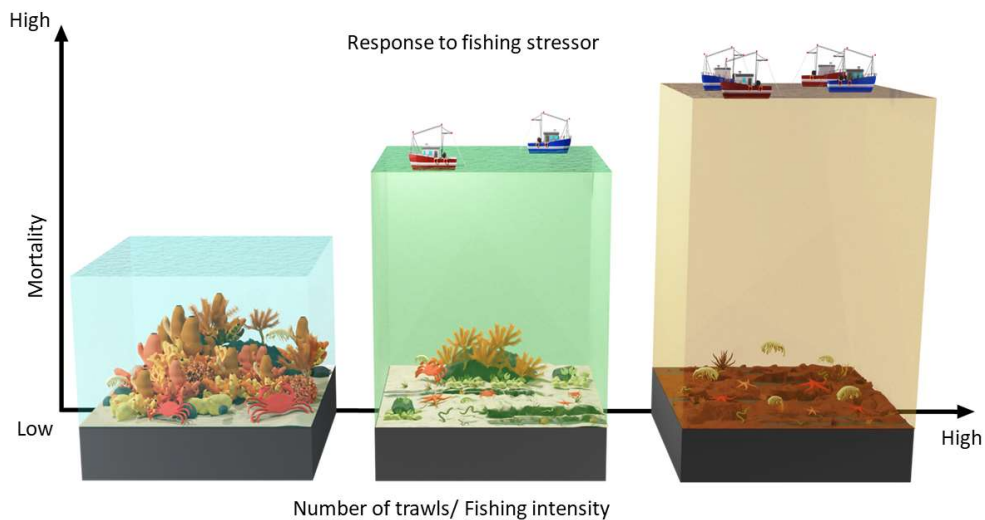 High
Response to fishing stressor
Mortality
Low
High
Number of trawls/ Fishing intensity